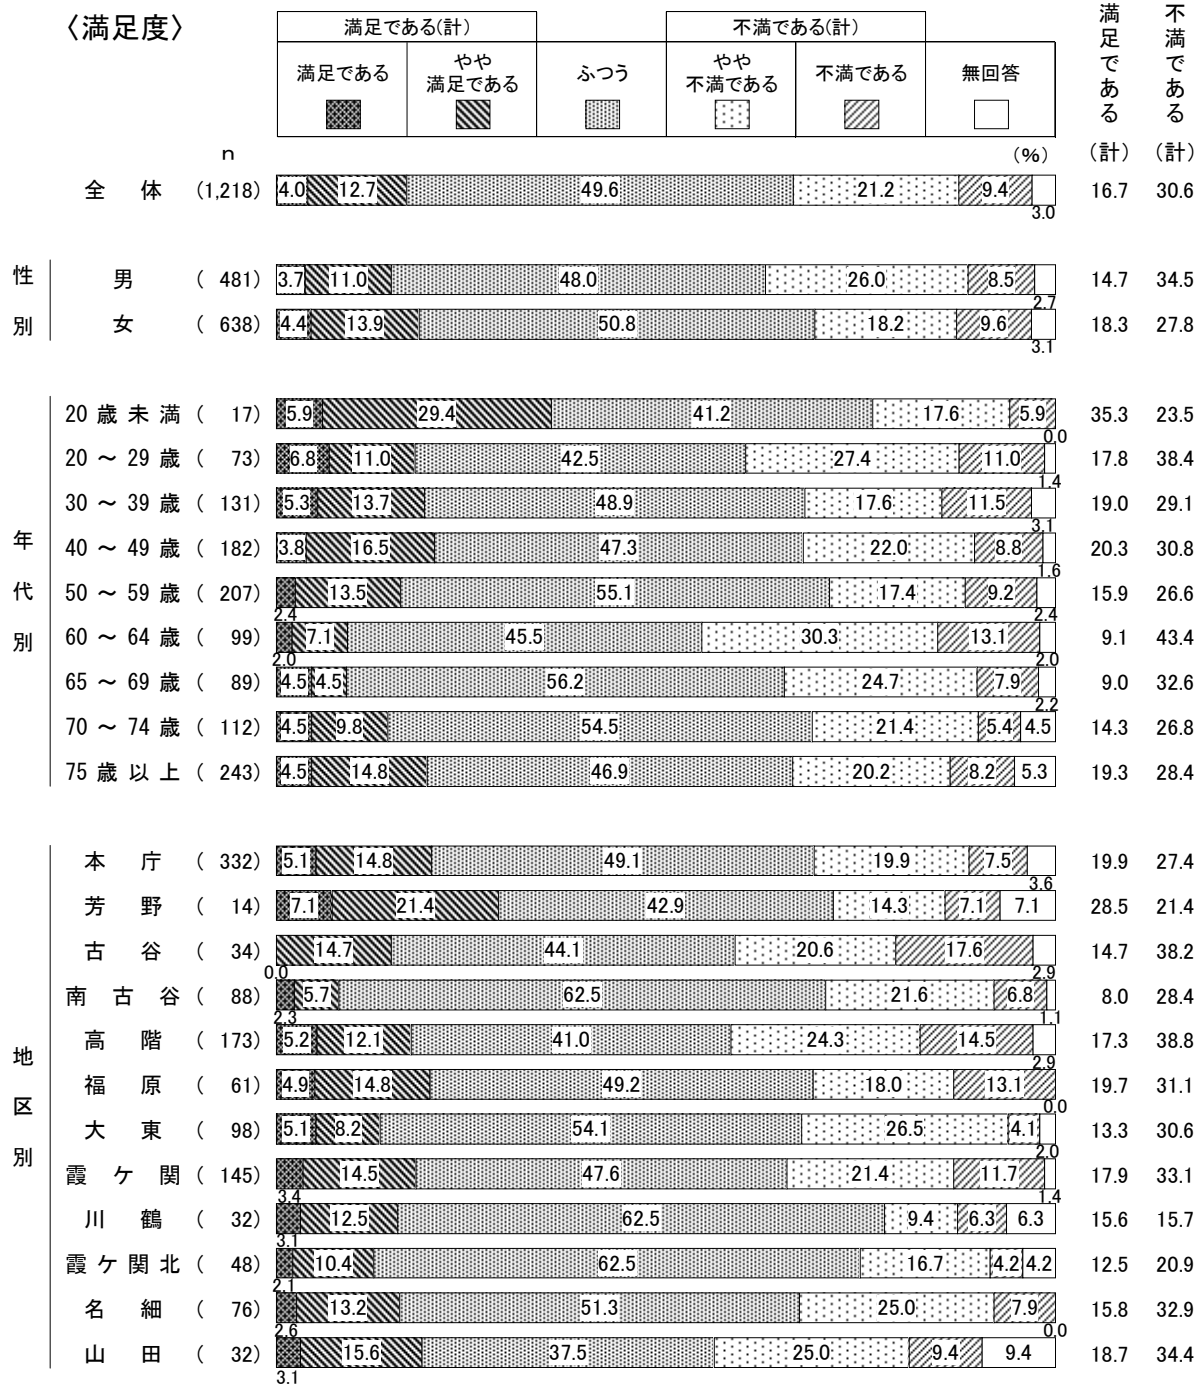 〈満足度〉
満足である(計) 不満である(計)
満足である やや満足である ふつう やや不満である 不満である 無回答
満足である(計) 不満である(計)
n (%)
全体 (1,218) 4.0 12.7 49.6 21.2 9.4 3.0 16.7 30.6
性別
男 (481) 3.7 11.0 48.0 26.0 8.5 2.7 14.7 34.5
女 (638) 4.4 13.9 50.8 18.2 9.6 3.1 18.3 27.8
年代別
20歳未満 (17) 5.9 29.4 41.2 17.6 5.9 0.0 35.3 23.5
20～29歳 (73) 6.8 11.0 42.5 27.4 11.0 1.4 17.8 38.4
30～39歳 (131) 5.3 13.7 48.9 17.6 11.5 3.1 19.0 29.1
40～49歳 (182) 3.8 16.5 47.3 22.0 8.8 1.6 20.3 30.8
50～59歳 (207) 2.4 13.5 55.1 17.4 9.2 2.4 15.9 26.6
60～64歳 (99) 2.0 7.1 45.5 30.3 13.1 2.0 9.1 43.4
65～69歳 (89) 4.5 4.5 56.2 24.7 7.9 2.2 9.0 32.6
70～74歳 (112) 4.5 9.8 54.5 21.4 5.4 4.5 14.3 26.8
75歳以上 (243) 4.5 14.8 46.9 20.2 8.2 5.3 19.3 28.4
地区別
本庁 (332) 5.1 14.8 49.1 19.9 7.5 3.6 19.9 27.4
芳野 (14) 7.1 21.4 42.9 14.3 7.1 7.1 28.5 21.4
古谷 (34) 0.0 14.7 44.1 20.6 17.6 2.9 14.7 38.2
南古谷 (88) 2.3 5.7 62.5 21.6 6.8 1.1 8.0 28.4
高階 (173) 5.2 12.1 41.0 24.3 14.5 2.9 17.3 38.8
福原 (61) 4.9 14.8 49.2 18.0 13.1 0.0 19.7 31.1
大東 (98) 5.1 8.2 54.1 26.5 4.1 2.0 13.3 30.6
霞ケ関 (145) 3.4 14.5 47.6 21.4 11.7 1.4 17.9 33.1
川鶴 (32) 3.1 12.5 62.5 9.4 6.3 6.3 15.6 15.7
霞ケ関北 (48) 2.1 10.4 62.5 16.7 4.2 4.2 12.5 20.9
名細 (76) 2.6 13.2 51.3 25.0 7.9 0.0 15.8 32.9
山田 (32) 3.1 15.6 37.5 25.0 9.4 9.4 18.7 34.4